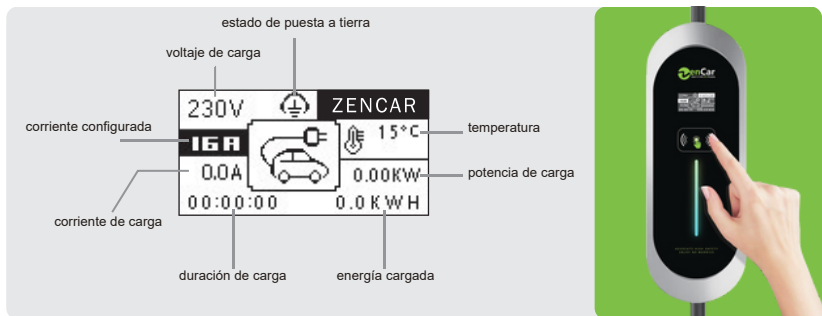 estado de puesta a tierra
voltaje de carga
230V
ZENCAR
corriente configurada
16A
15°C
temperatura
0.0A
0.00KW
potencia de carga
00:00:00
0.0KWH
corriente de carga
duración de carga
energía cargada
ZenCar